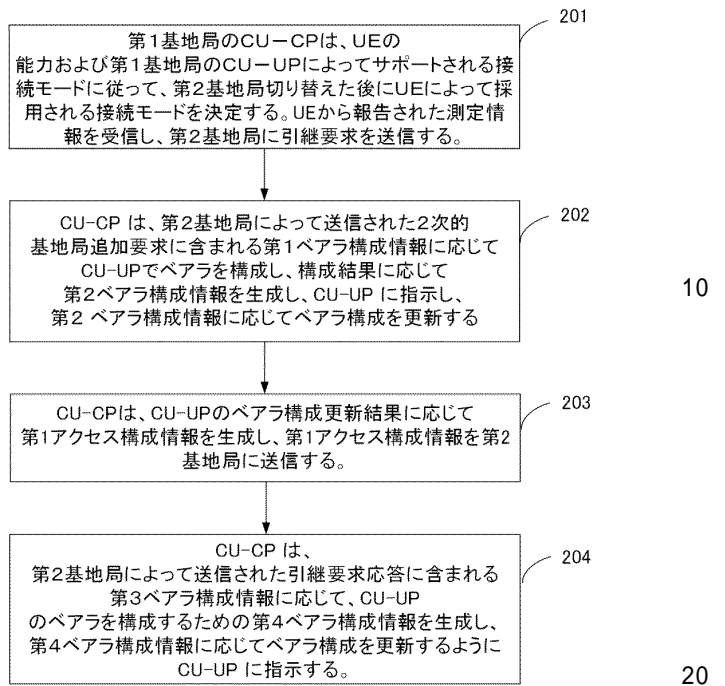 201
第1基地局のCU-CPは、UEの
能力および第1基地局のCU-UPによってサポートされる接
続モードに従って、第2基地局切り替えた後にUEによって採
用される接続モードを決定する。UEから報告された測定情
報を受信し、第2基地局に引継要求を送信する。
202
CU-CP は、第2基地局によって送信された2次的
基地局追加要求に含まれる第1ベアラ構成情報に応じて
CU-UPでベアラを構成し、構成結果に応じて
第2ベアラ構成情報を生成し、CU-UP に指示し、
第2 ベアラ構成情報に応じてベアラ構成を更新する
10
203
CU-CPは、CU-UPのベアラ構成更新結果に応じて
第1アクセス構成情報を生成し、第1アクセス構成情報を第2
基地局に送信する。
204
CU-CP は、
第2基地局によって送信された引継要求応答に含まれる
第3ベアラ構成情報に応じて、CU-UP
のベアラを構成するための第4ベアラ構成情報を生成し、
第4ベアラ構成情報に応じてベアラ構成を更新するように
CU-UP に指示する。
20